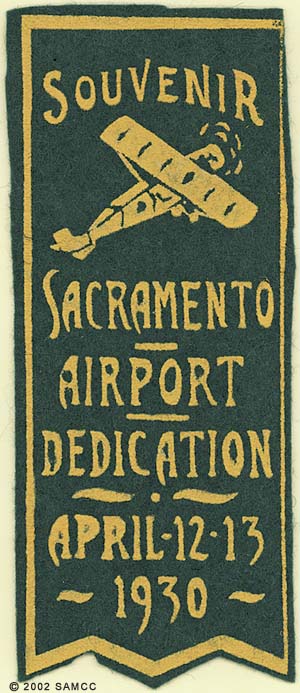 SOUVENIR
SACRAMENTO
AIRPORT
DEDICATION
APRIL-12-13
~ 1930 ~
© 2002 SAMCC